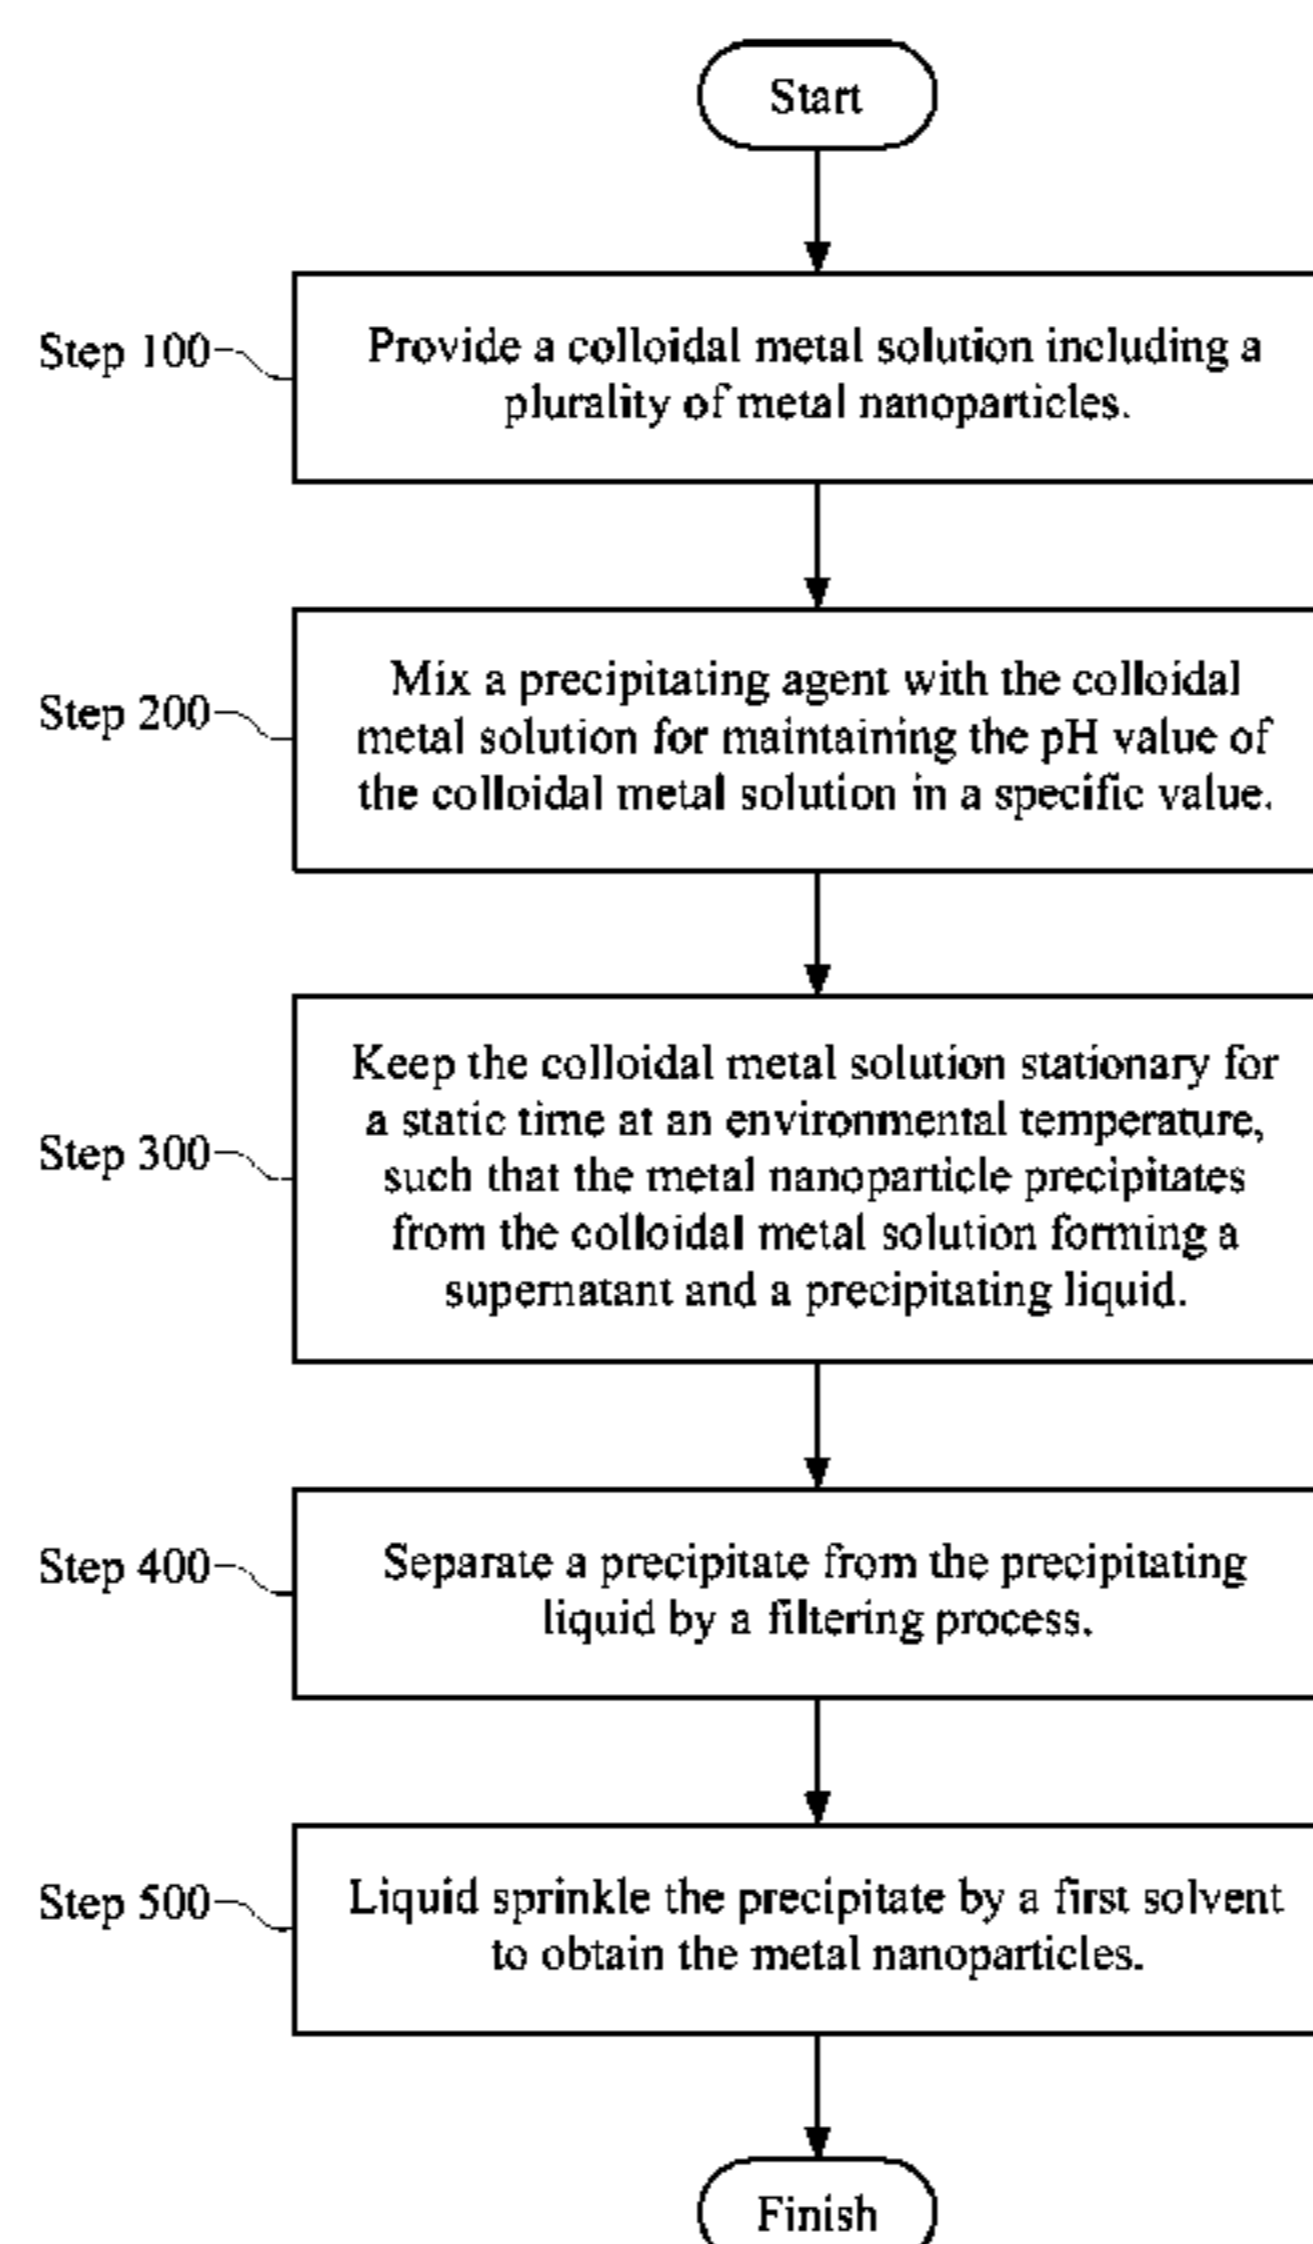 Start
Step 100
Provide a colloidal metal solution including a
plurality of metal nanoparticles.
Step 200
Mix a precipitating agent with the colloidal
metal solution for maintaining the pH value of
the colloidal metal solution in a specific value.
Step 300
Keep the colloidal metal solution stationary for
a static time at an environmental temperature,
such that the metal nanoparticle precipitates
from the colloidal metal solution forming a
supernatant and a precipitating liquid.
Step 400
Separate a precipitate from the precipitating
liquid by a filtering process.
Step 500
Liquid sprinkle the precipitate by a first solvent
to obtain the metal nanoparticles.
Finish